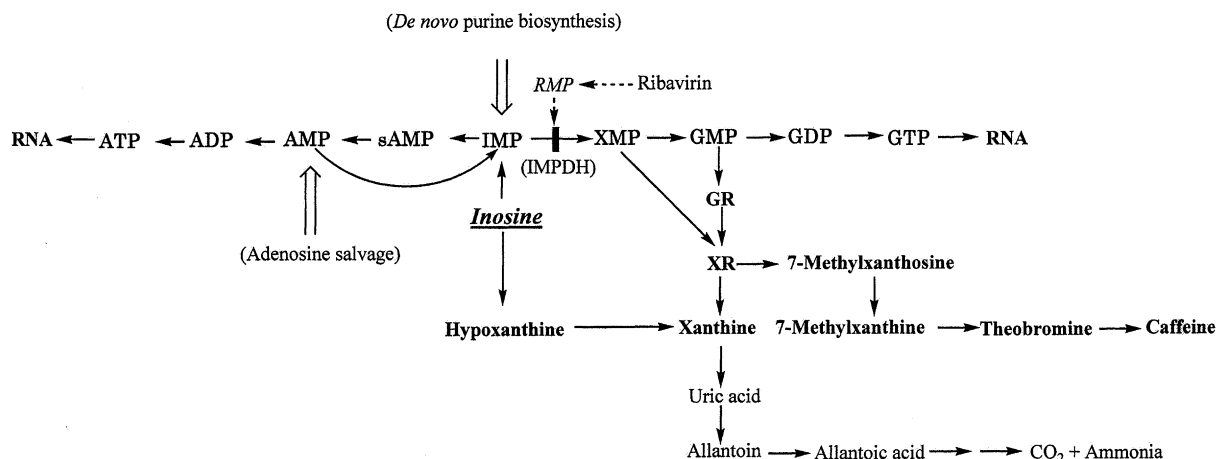 (De novo purine biosynthesis)
RMP Ribavirin
RNA ATP ADP AMP sAMP IMP XMP GMP GDP GTP RNA
(IMPDH)
GR
Inosine
(Adenosine salvage)
XR 7-Methylxanthosine
Hypoxanthine Xanthine 7-Methylxanthine Theobromine Caffeine
Uric acid
Allantoin Allantoic acid CO2 + Ammonia